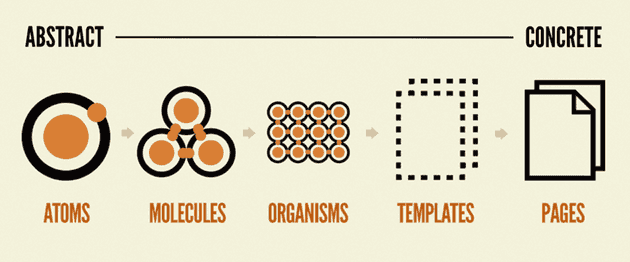 ABSTRACT CONCRETE
ATOMS MOLECULES ORGANISMS TEMPLATES PAGES